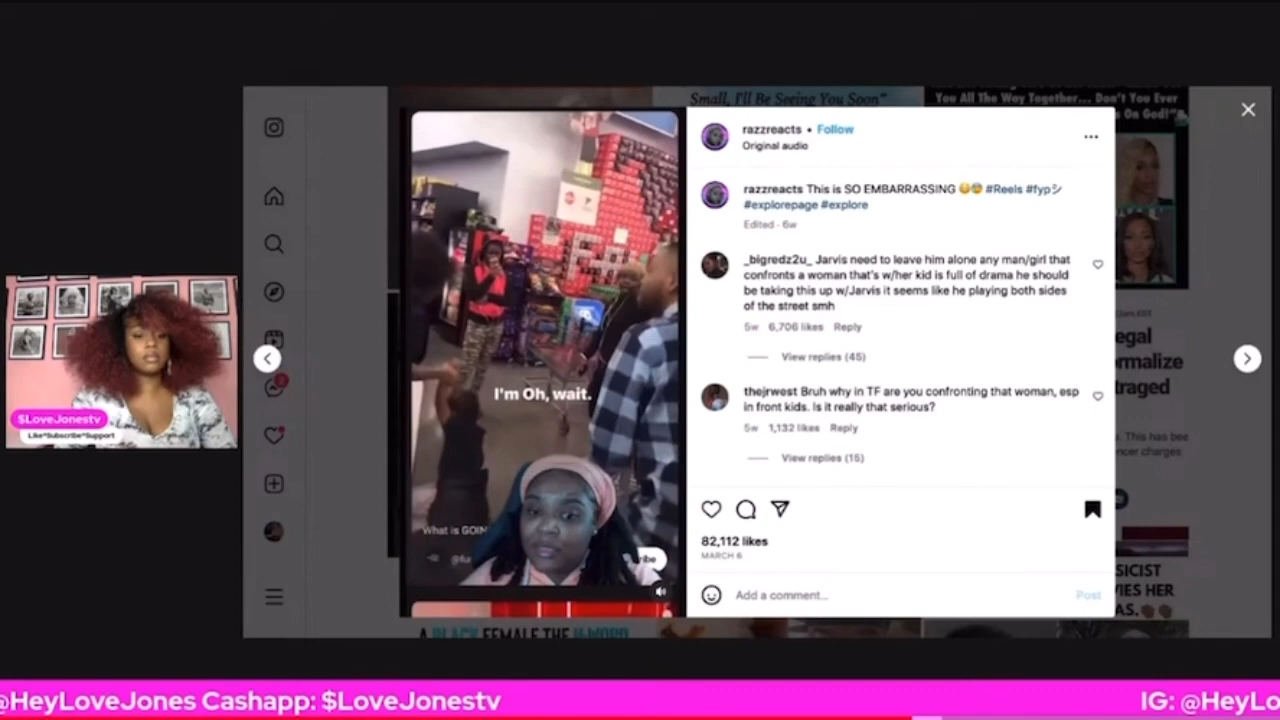 Small, I'll Be Seeing You Soon"
You All The Way Together... Don't You Ever
On God!"
razzreacts • Follow
Original audio
razzreacts This is SO EMBARRASSING 😳😇 #Reels #fypシ
#explorepage #explore
Edited · 6w
_bigredz2u_ Jarvis need to leave him alone any man/girl that
confronts a woman that's w/her kid is full of drama he should
be taking this up w/Jarvis it seems like he playing both sides
of the street smh
5w 6,706 likes Reply
View replies (45)
thejrwest Bruh why in TF are you confronting that woman, esp
in front kids. Is it really that serious?
5w 1,132 likes Reply
View replies (15)
82,112 likes
MARCH 6
Add a comment...
Post
I'm Oh, wait.
What is GOIN
ribe
$LoveJonestv
Like*Subscribe*Support
egal
rmalize
traged
. This has bee
ncer charges
SICIST
IES HER
AS.
A BLACK FEMALE THE
@HeyLoveJones Cashapp: $LoveJonestv
IG: @HeyLo